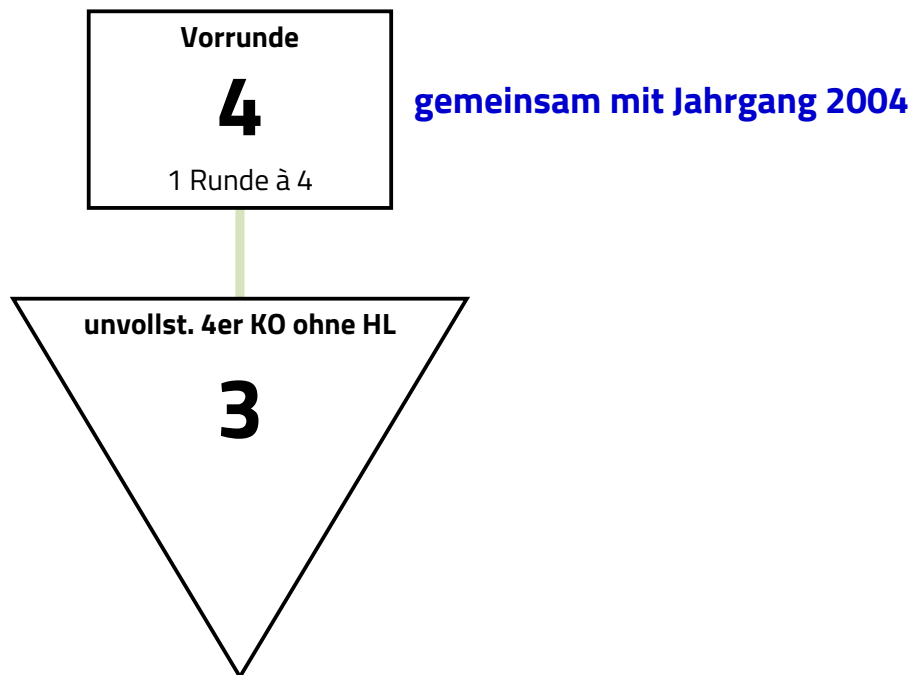 Vorrunde
4
gemeinsam mit Jahrgang 2004
1 Runde à 4
unvollst. 4er KO ohne HL
3